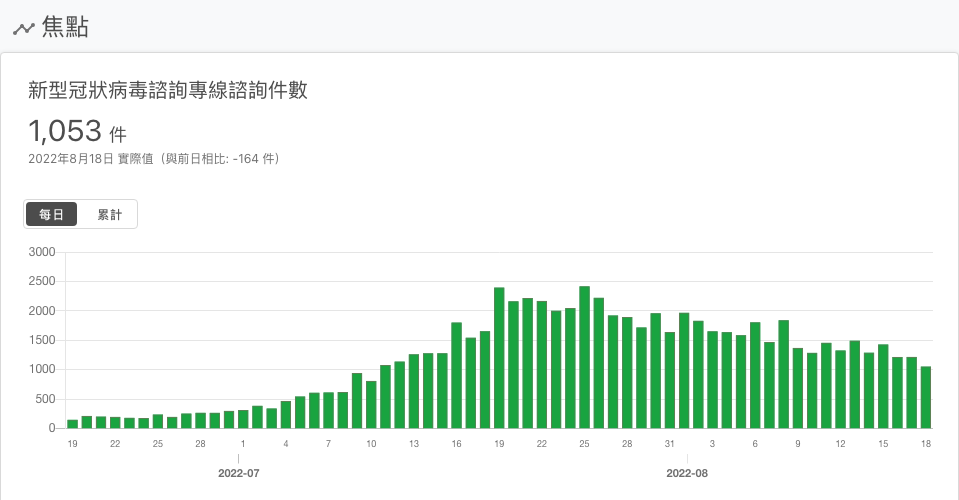 焦點
新型冠狀病毒諮詢專線諮詢件數
1,053 件
2022年8月18日 實際值（與前日相比: -164 件）
每日 累計
3000
2500
2000
1500
1000
500
0
19 22 25 28 1 4 7 10 13 16 19 22 25 28 31 3 6 9 12 15 18
2022-07 2022-08